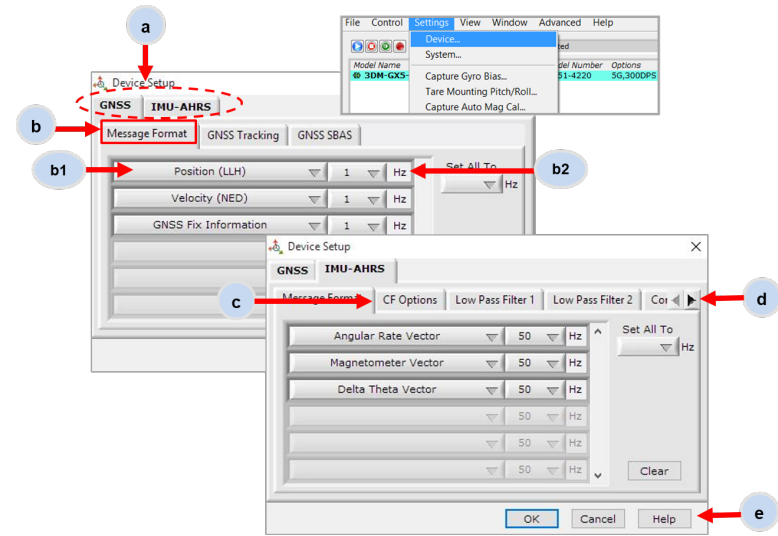 a
File Control Settings View Window Advanced Help
Device...
System...
Capture Gyro Bias...
Tare Mounting Pitch/Roll...
Capture Auto Mag Cal...
ted
Model Name
3DM-GX5-
del Number Options
51-4220 5G,300DPS
Device Setup
GNSS IMU-AHRS
b
Message Format GNSS Tracking GNSS SBAS
b1
Position (LLH) 1 Hz
b2
Set All To
Hz
Velocity (NED) 1 Hz
GNSS Fix Information 1 Hz
Device Setup
GNSS IMU-AHRS
c
Message Format CF Options Low Pass Filter 1 Low Pass Filter 2 Con
d
Angular Rate Vector 50 Hz
Set All To
Hz
Magnetometer Vector 50 Hz
Delta Theta Vector 50 Hz
50 Hz
50 Hz
50 Hz
Clear
OK Cancel Help
e